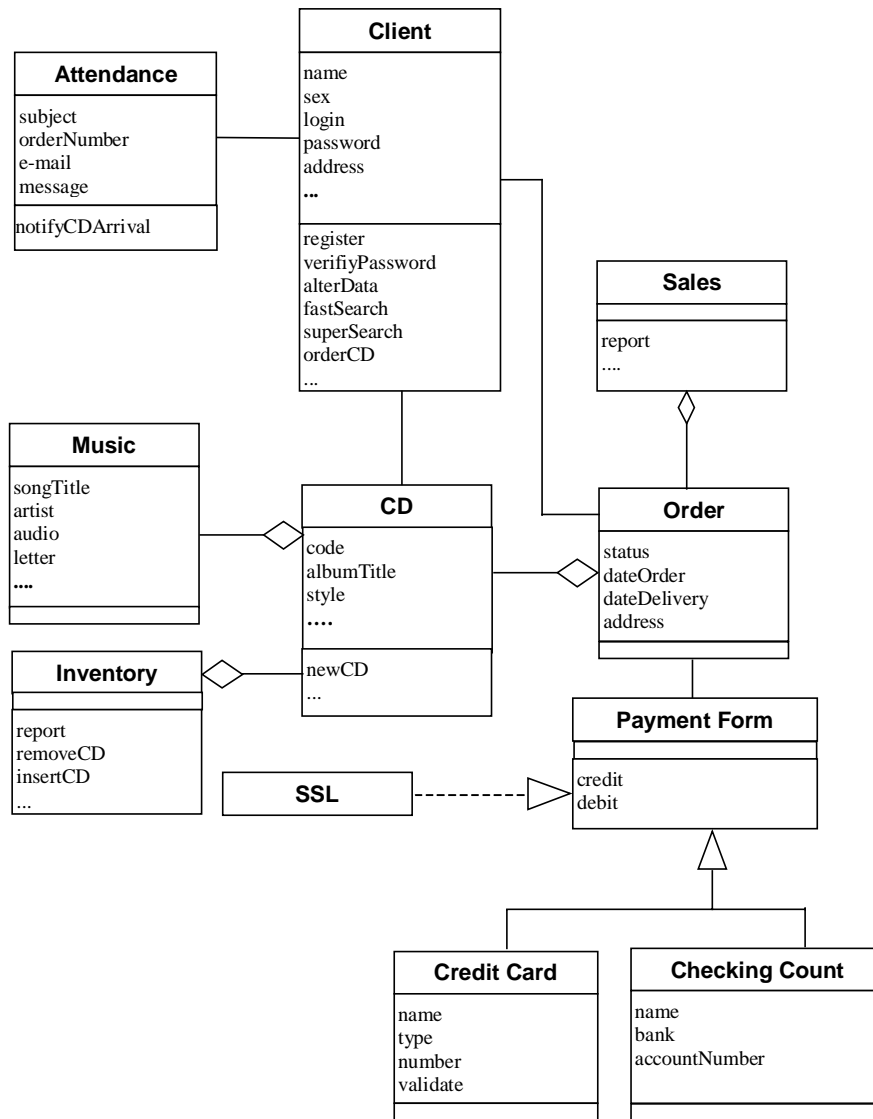 Client
name
sex
login
password
address
...
register
verifiyPassword
alterData
fastSearch
superSearch
orderCD
...
Attendance
subject
orderNumber
e-mail
message
notifyCDArrival
Sales
report
....
Music
songTitle
artist
audio
letter
....
CD
code
albumTitle
style
....
newCD
...
Order
status
dateOrder
dateDelivery
address
Inventory
report
removeCD
insertCD
...
SSL
Payment Form
credit
debit
Credit Card
name
type
number
validate
Checking Count
name
bank
accountNumber